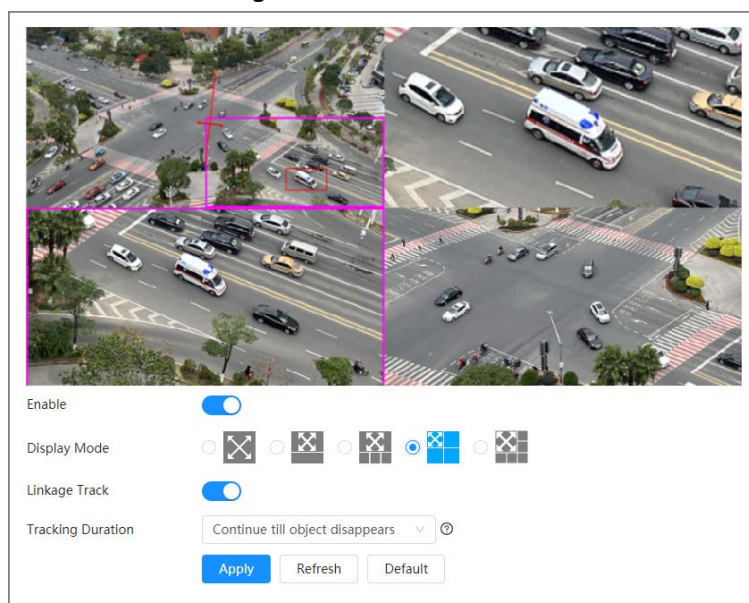 Enable
Display Mode
Linkage Track
Tracking Duration
Continue till object disappears
Apply
Refresh
Default